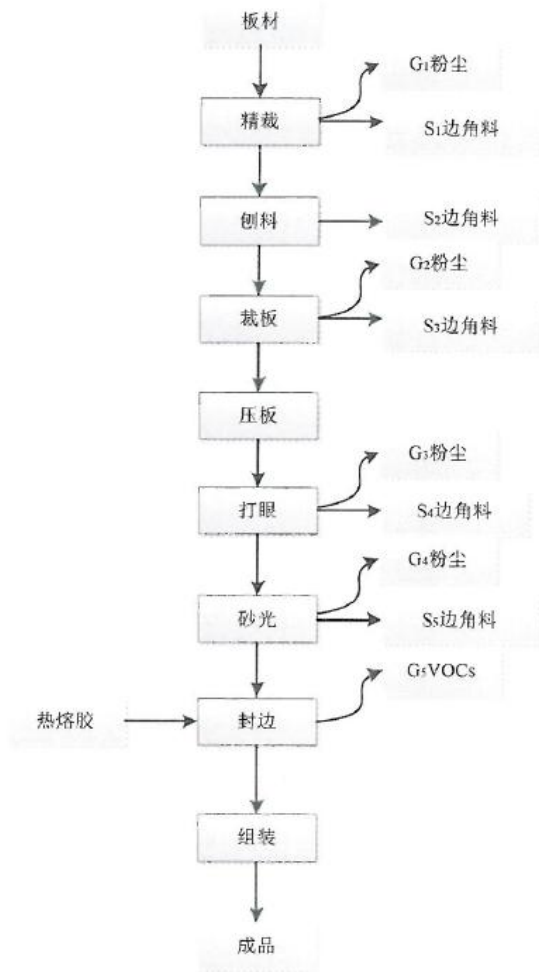 板材
G₁粉尘
精裁
S₁边角料
刨料
S₂边角料
G₂粉尘
裁板
S₃边角料
压板
G₃粉尘
打眼
S₄边角料
G₄粉尘
砂光
S₅边角料
G₅VOCs
热熔胶
封边
组装
成品